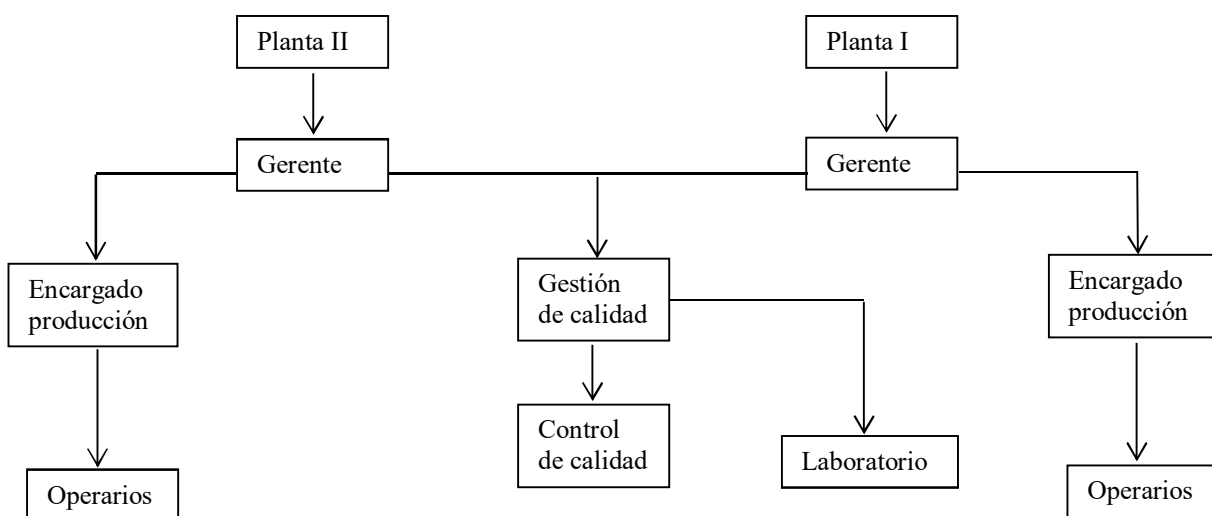 Planta II
Planta I
Gerente
Gerente
Encargado
producción
Gestión
de calidad
Encargado
producción
Control
de calidad
Laboratorio
Operarios
Operarios